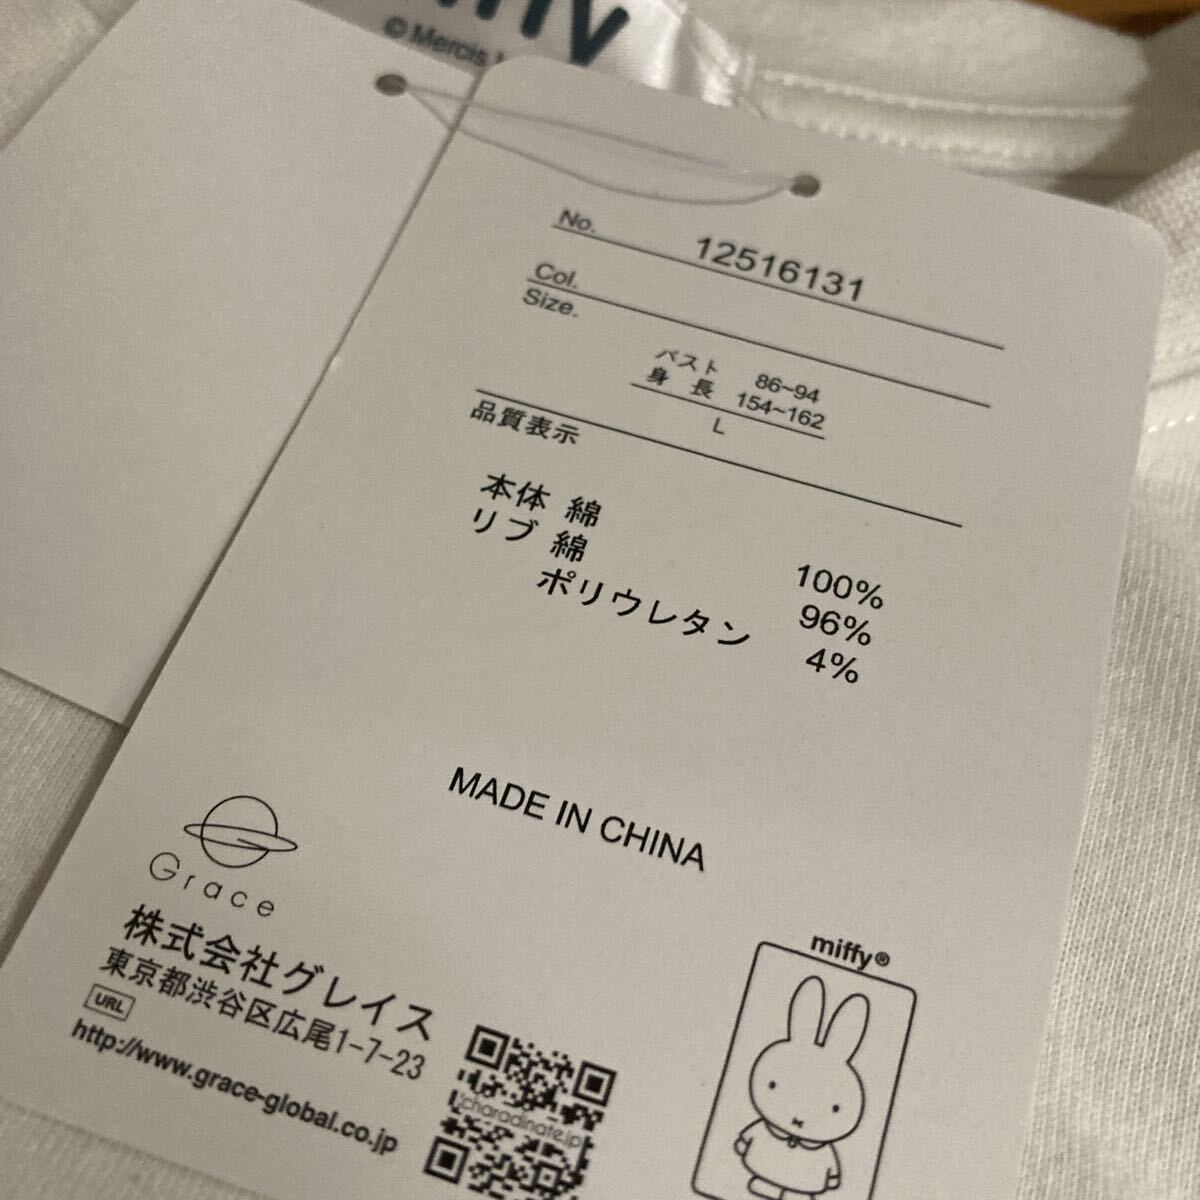 © Mercis
No. 12516131
Col.
Size.
バスト 86~94
身長 154~162
L
品質表示
本体 綿 100%
リブ 綿 96%
ポリウレタン 4%
MADE IN CHINA
Grace
株式会社グレイス
東京都渋谷区広尾1-7-23
URL
http://www.grace-global.co.jp
/charadinate.jp
miffy®